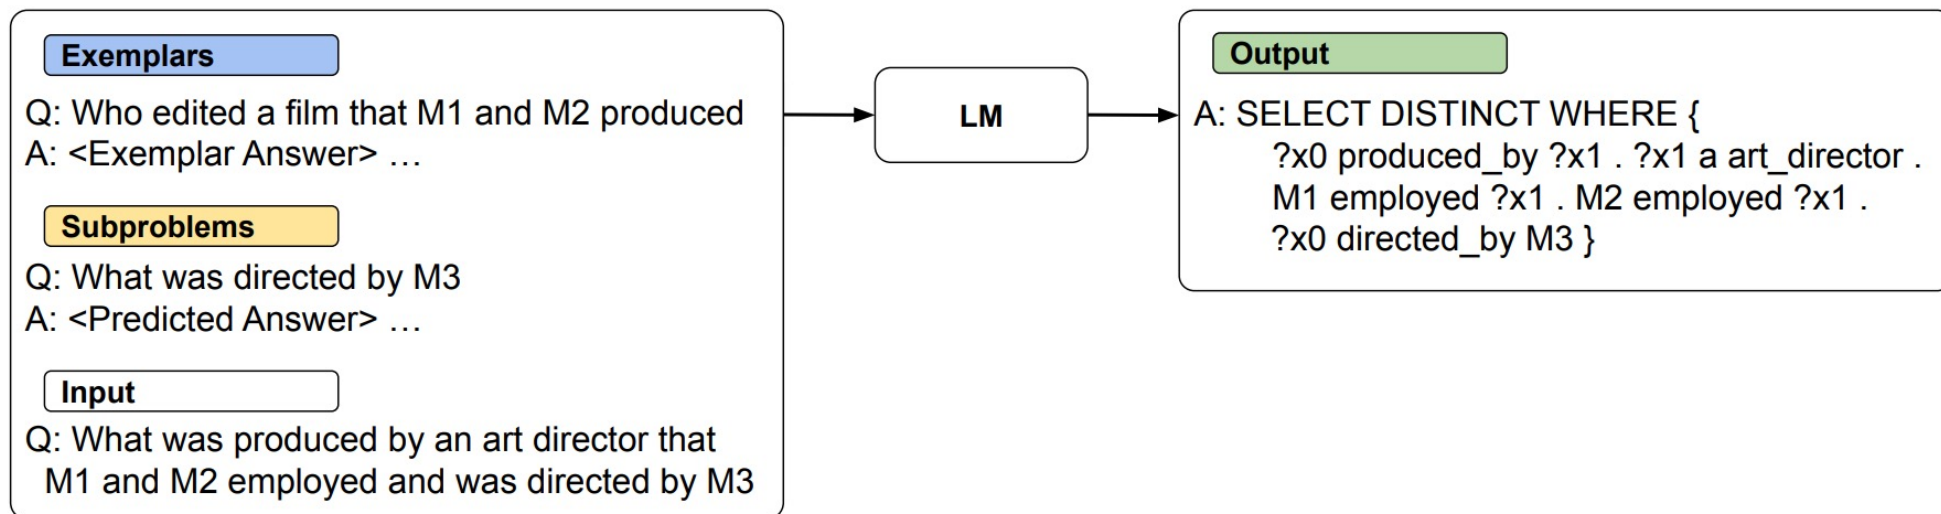 Exemplars
Q: Who edited a film that M1 and M2 produced
A: <Exemplar Answer> …
Subproblems
Q: What was directed by M3
A: <Predicted Answer> …
Input
Q: What was produced by an art director that
M1 and M2 employed and was directed by M3
LM
Output
A: SELECT DISTINCT WHERE {
?x0 produced_by ?x1 . ?x1 a art_director .
M1 employed ?x1 . M2 employed ?x1 .
?x0 directed_by M3 }